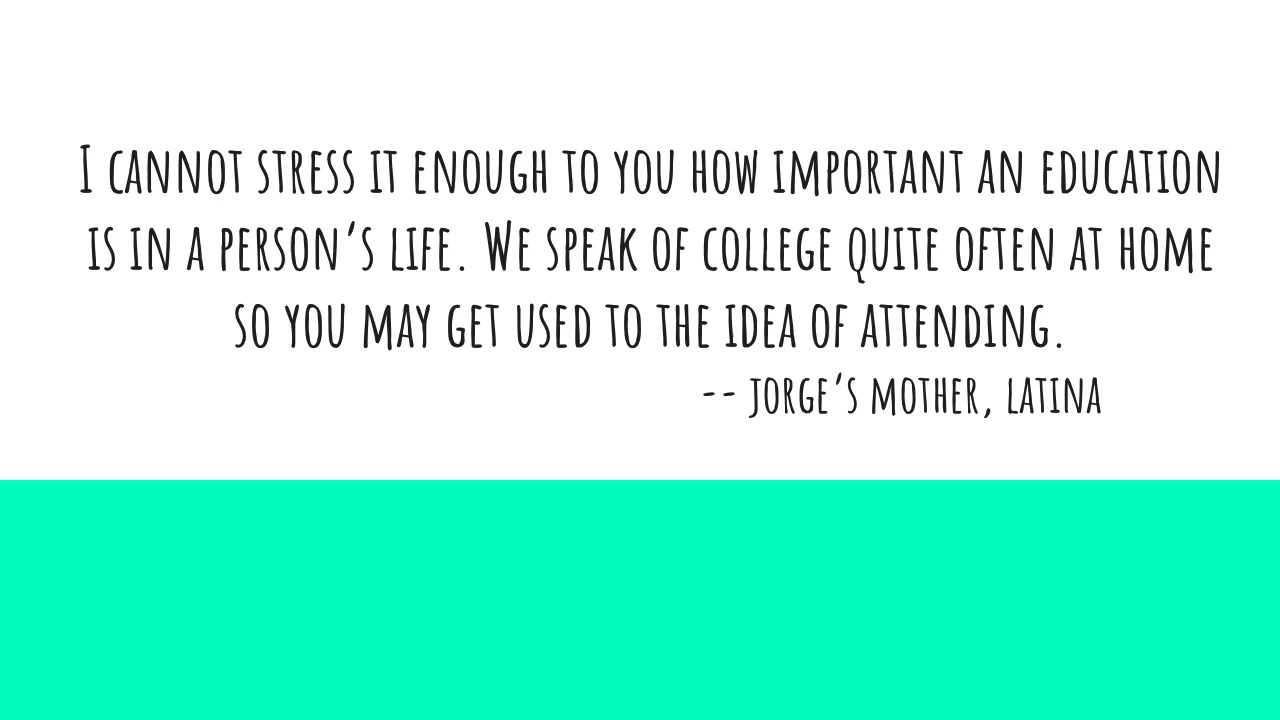 I cannot stress it enough to you how important an education
is in a person's life. We speak of college quite often at home
so you may get used to the idea of attending.
-- Jorge's mother, Latina